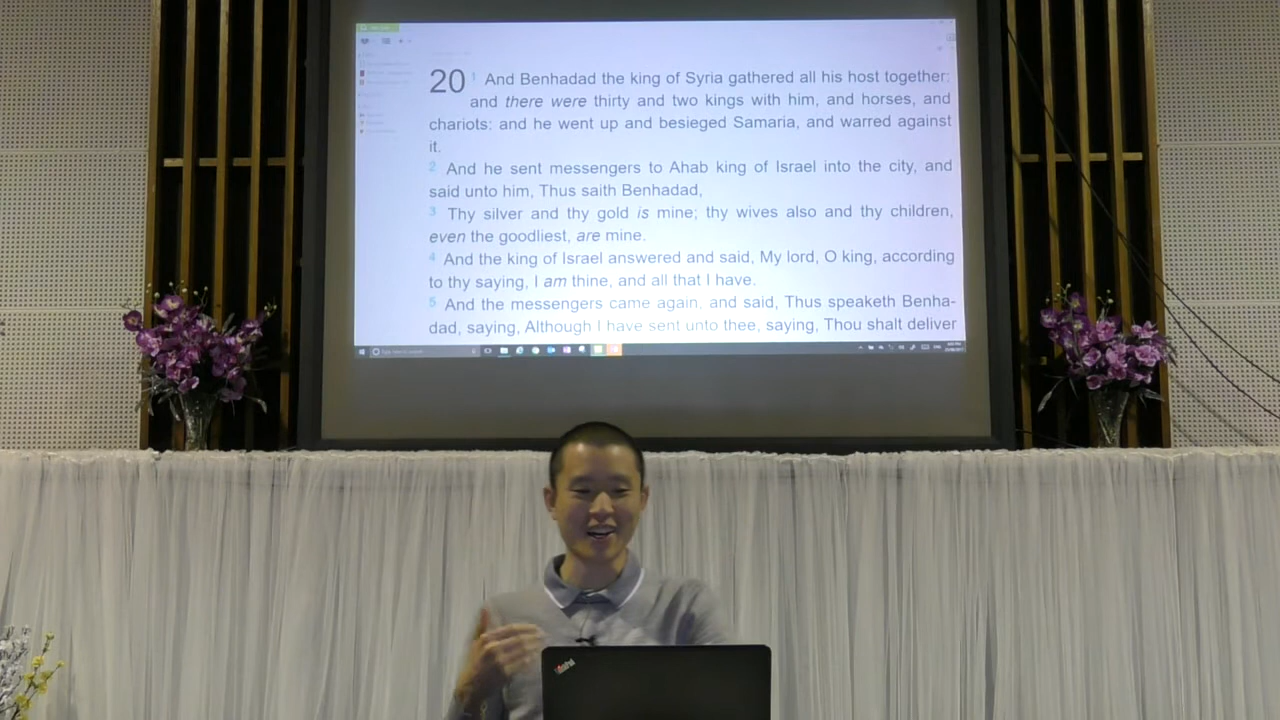 20 1 And Benhadad the king of Syria gathered all his host together:
and there were thirty and two kings with him, and horses, and
chariots: and he went up and besieged Samaria, and warred against
it.
2 And he sent messengers to Ahab king of Israel into the city, and
said unto him, Thus saith Benhadad,
3 Thy silver and thy gold is mine; thy wives also and thy children,
even the goodliest, are mine.
4 And the king of Israel answered and said, My lord, O king, according
to thy saying, I am thine, and all that I have.
5 And the messengers came again, and said, Thus speaketh Benha-
dad, saying, Although I have sent unto thee, saying, Thou shalt deliver
ThinkPad